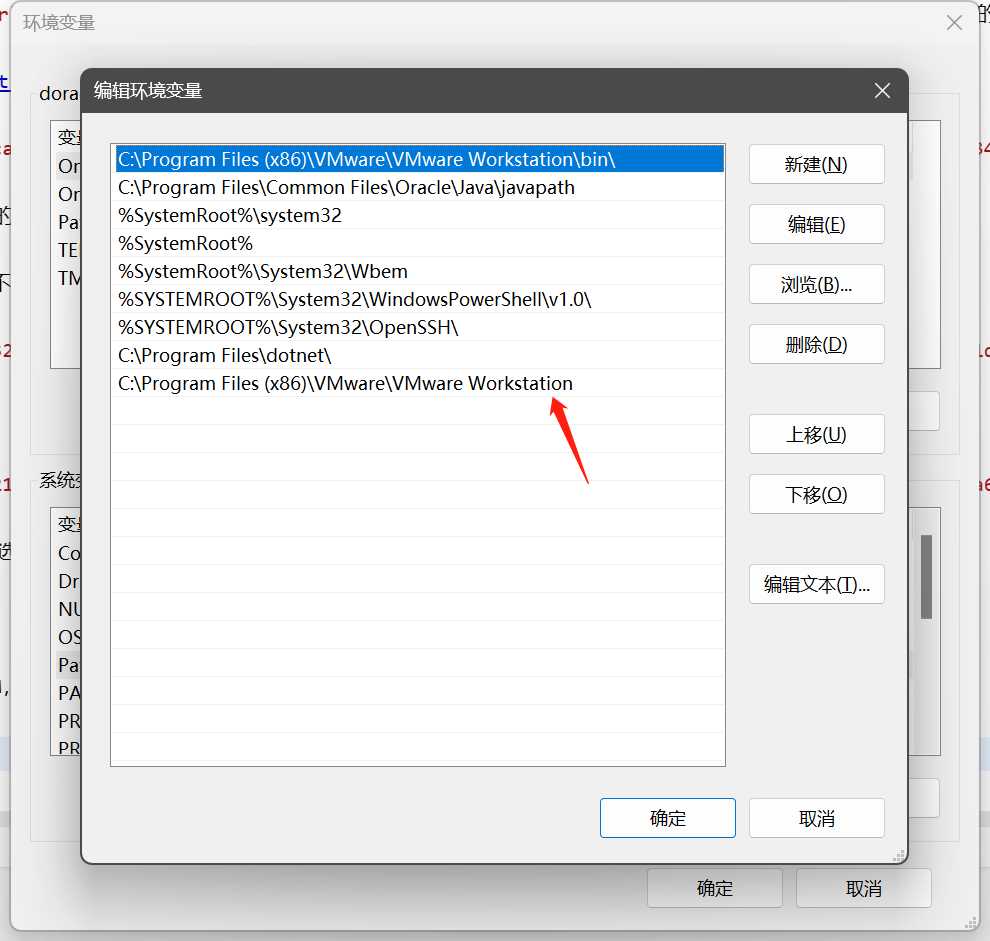 环境变量
dora
编辑环境变量
变
Or
Or
Pa
TE
TM
C:\Program Files (x86)\VMware\VMware Workstation\bin\
C:\Program Files\Common Files\Oracle\Java\javapath
%SystemRoot%\system32
%SystemRoot%
%SystemRoot%\System32\Wbem
%SYSTEMROOT%\System32\WindowsPowerShell\v1.0\
%SYSTEMROOT%\System32\OpenSSH\
C:\Program Files\dotnet\
C:\Program Files (x86)\VMware\VMware Workstation
新建(N)
编辑(E)
浏览(B)...
删除(D)
上移(U)
下移(O)
编辑文本(T)...
系统
变
Co
Dr
NU
OS
Pa
PA
PR
PR
确定
取消
确定
取消